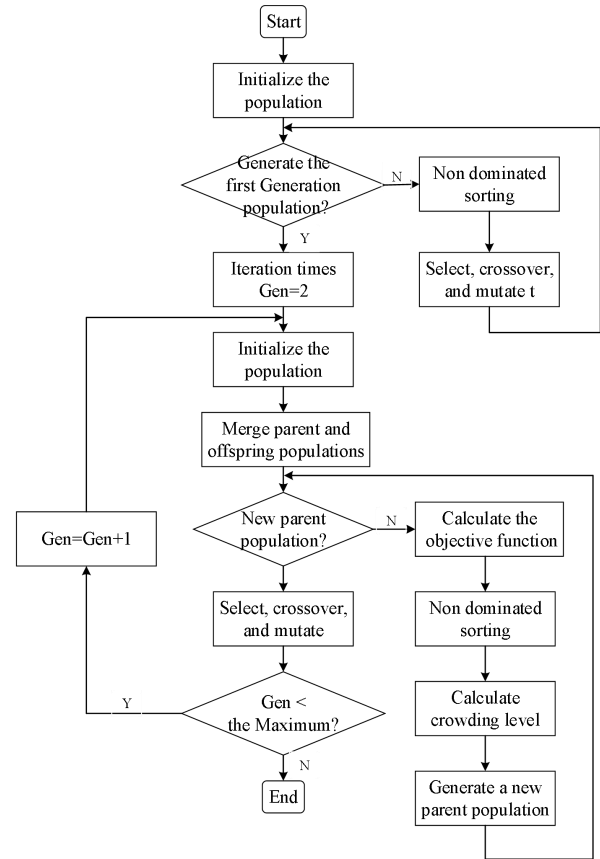 Start
Initialize the
population
Generate the
first Generation
population?
N
Non dominated
sorting
Y
Select, crossover,
and mutate t
Iteration times
Gen=2
Initialize the
population
Merge parent and
offspring populations
New parent
population?
N
Calculate the
objective function
Gen=Gen+1
Select, crossover,
and mutate
Non dominated
sorting
Gen <
the Maximum?
Y
N
Calculate
crowding level
End
Generate a new
parent population